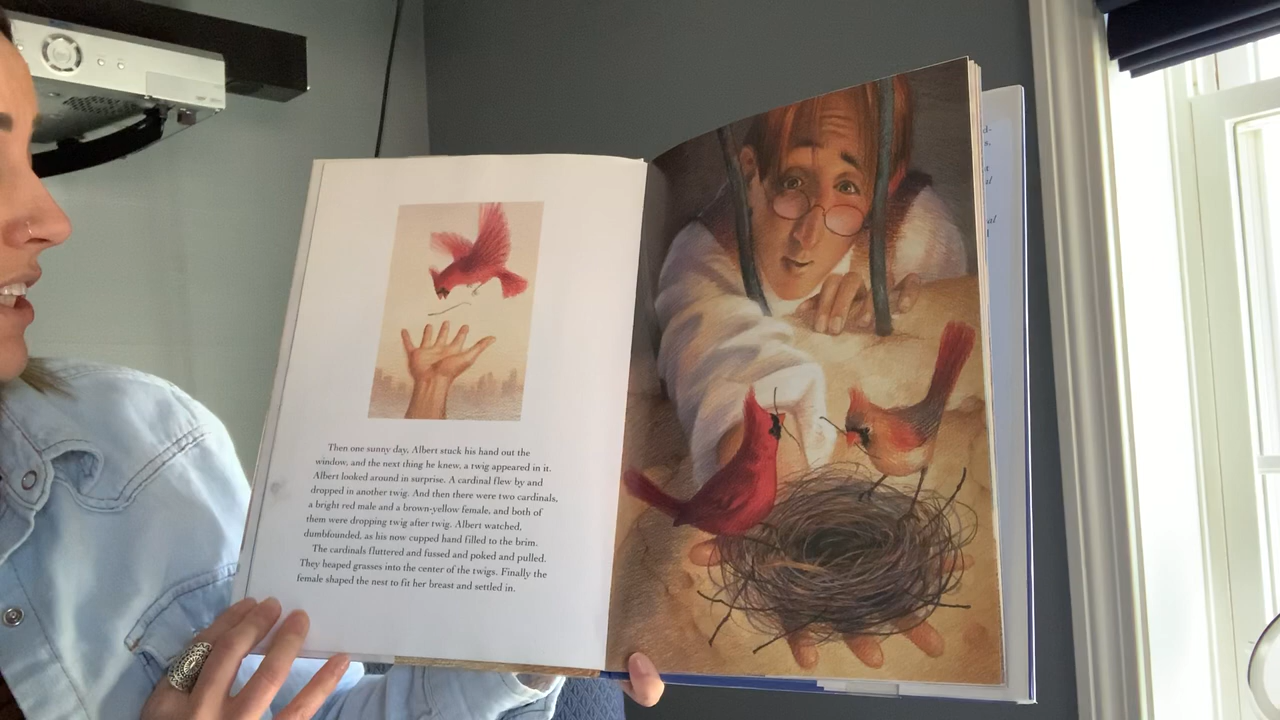 Then one sunny day, Albert stuck his hand out the
window, and the next thing he knew, a twig appeared in it.
Albert looked around in surprise. A cardinal flew by and
dropped in another twig. And then there were two cardinals,
a bright red male and a brown-yellow female, and both of
them were dropping twig after twig. Albert watched,
dumbfounded, as his now cupped hand filled to the brim.
The cardinals fluttered and fussed and poked and pulled.
They heaped grasses into the center of the twigs. Finally the
female shaped the nest to fit her breast and settled in.